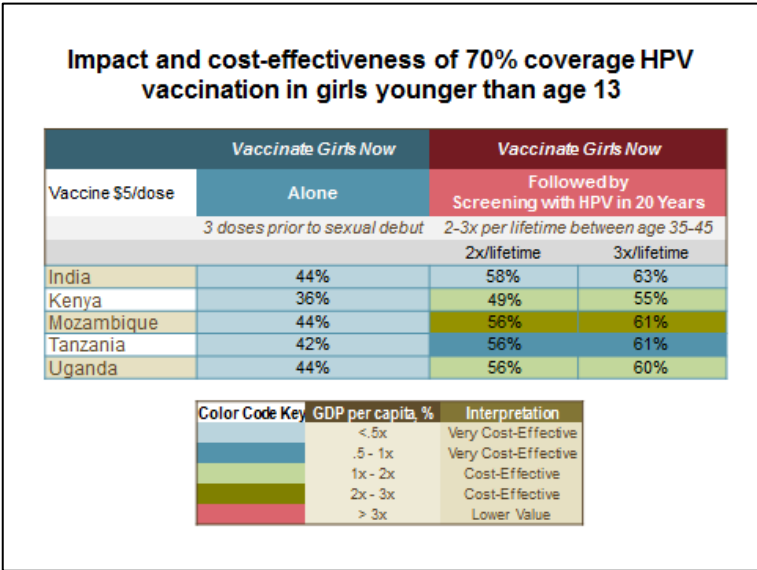 Impact and cost-effectiveness of 70% coverage HPV
vaccination in girls younger than age 13
Vaccinate Girls Now Vaccinate Girls Now
Vaccine $5/dose Alone Followed by
Screening with HPV in 20 Years
3 doses prior to sexual debut 2-3x per lifetime between age 35-45
2x/lifetime 3x/lifetime
India 44% 58% 63%
Kenya 36% 49% 55%
Mozambique 44% 56% 61%
Tanzania 42% 56% 61%
Uganda 44% 56% 60%
Color Code Key GDP per capita, % Interpretation
<.5x Very Cost-Effective
.5 - 1x Very Cost-Effective
1x - 2x Cost-Effective
2x - 3x Cost-Effective
> 3x Lower Value